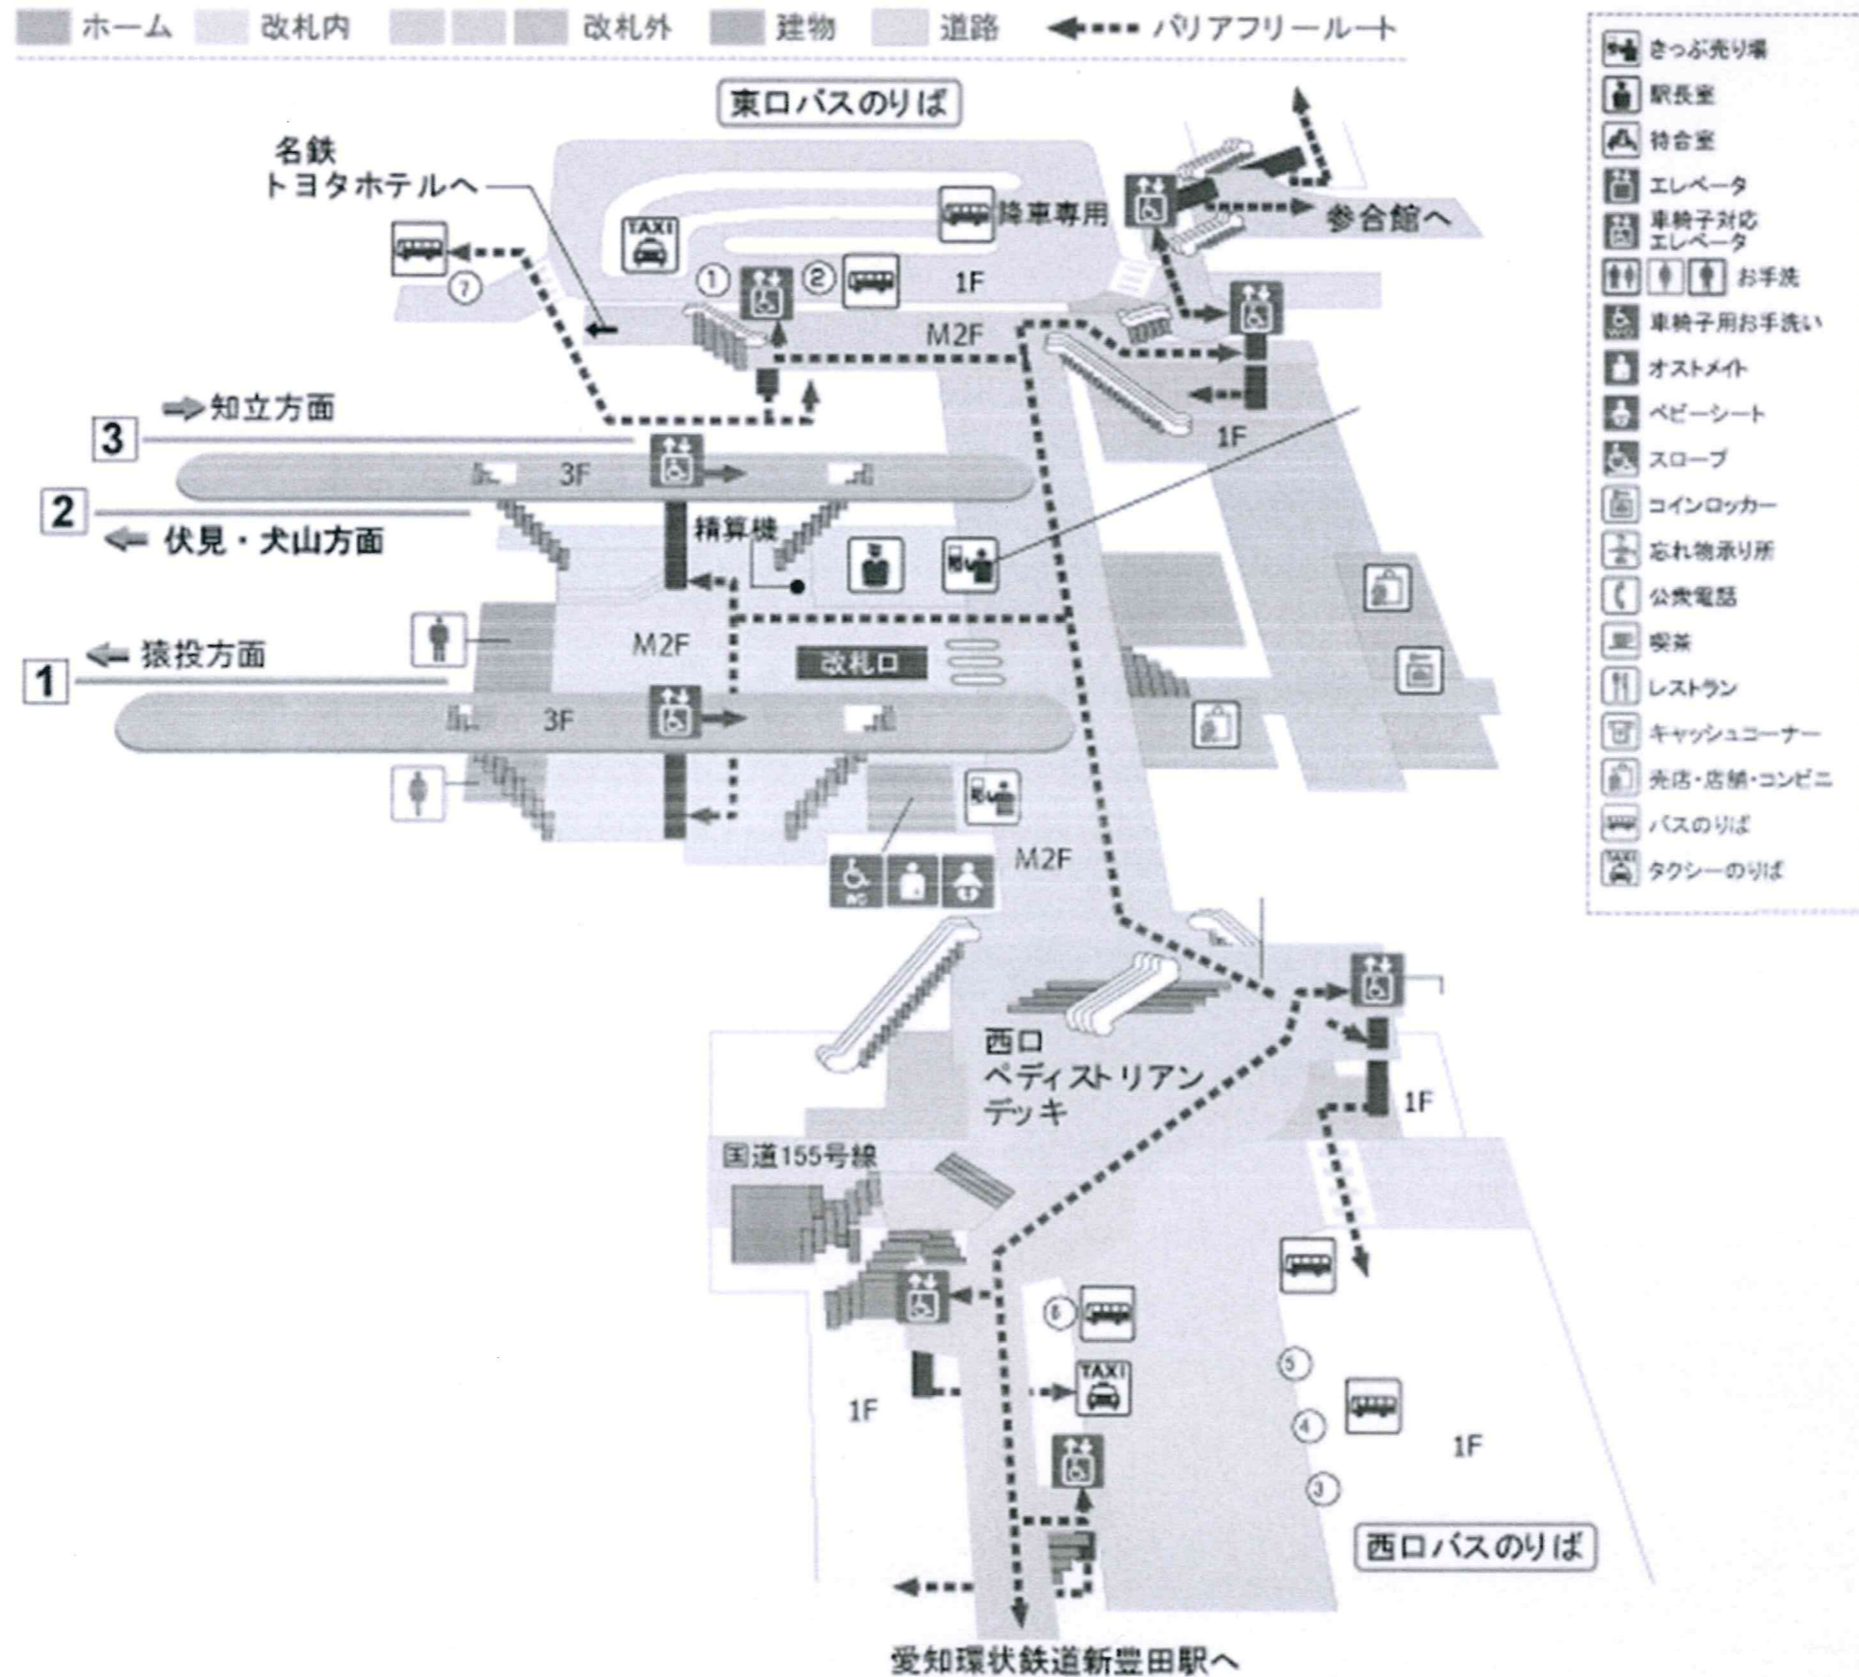 ホーム 改札内 改札外 建物 道路 バリアフリールート
東口バスのりば
名鉄
トヨタホテルへ
TAXI
降車専用
参合館へ
⑦
①
②
1F
M2F
知立方面
3
3F
1F
2
伏見・犬山方面
精算機
猿投方面
M2F
改札口
1
3F
M2F
WC
西口
ペディストリアン
デッキ
1F
国道155号線
⑥
TAXI
1F
⑤
④
1F
③
西口バスのりば
愛知環状鉄道新豊田駅へ
きっぷ売り場
駅長室
待合室
エレベータ
車椅子対応
エレベータ
お手洗
車椅子用お手洗い
オストメイト
ベビーシート
スロープ
コインロッカー
忘れ物承り所
公衆電話
喫茶
レストラン
キャッシュコーナー
売店・店舗・コンビニ
バスのりば
TAXI
タクシーのりば